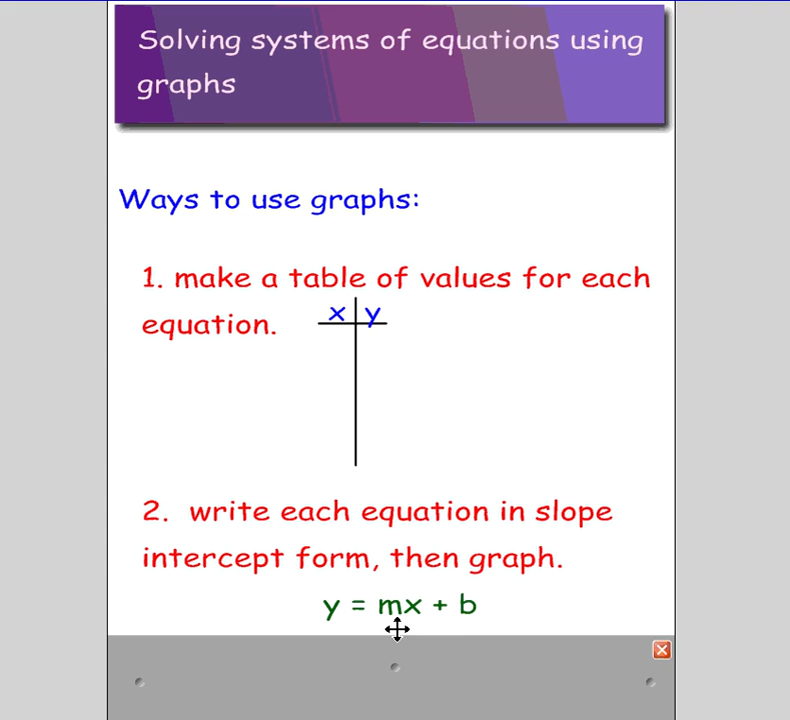 Solving systems of equations using
graphs
Ways to use graphs:
1. make a table of values for each
equation.
x y
2. write each equation in slope
intercept form, then graph.
y = mx + b